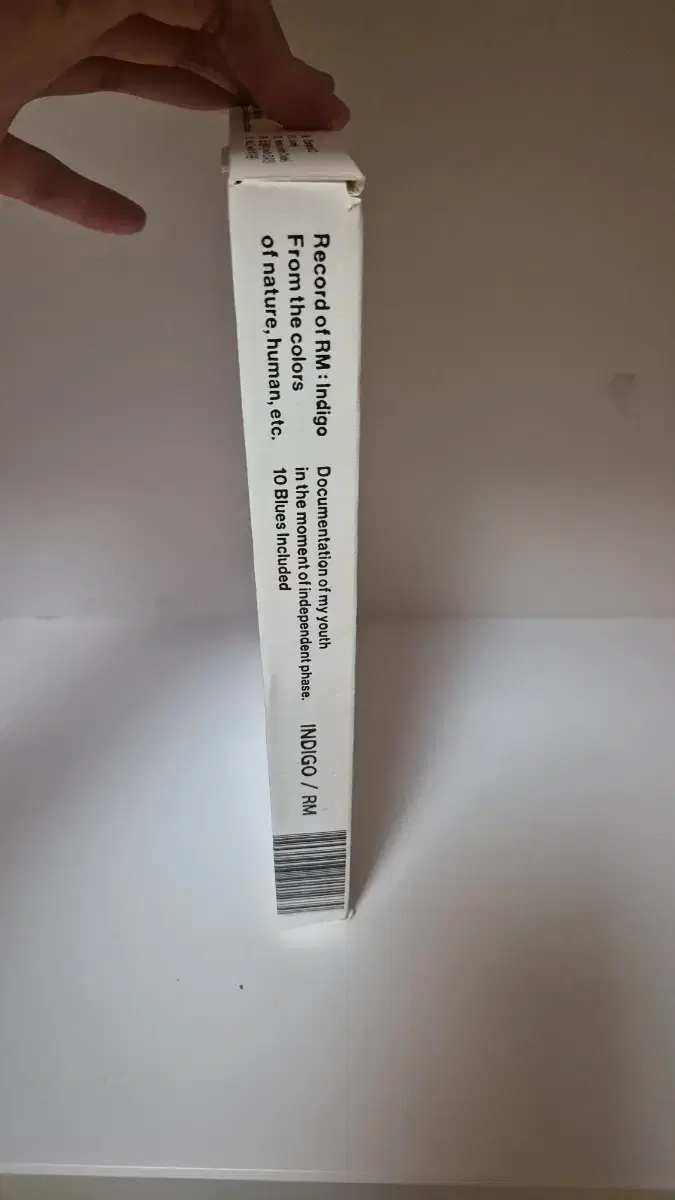 Record of RM : Indigo
From the colors
of nature, human, etc.
Documentation of my youth
in the moment of independent phase.
10 Blues Included
INDIGO / RM